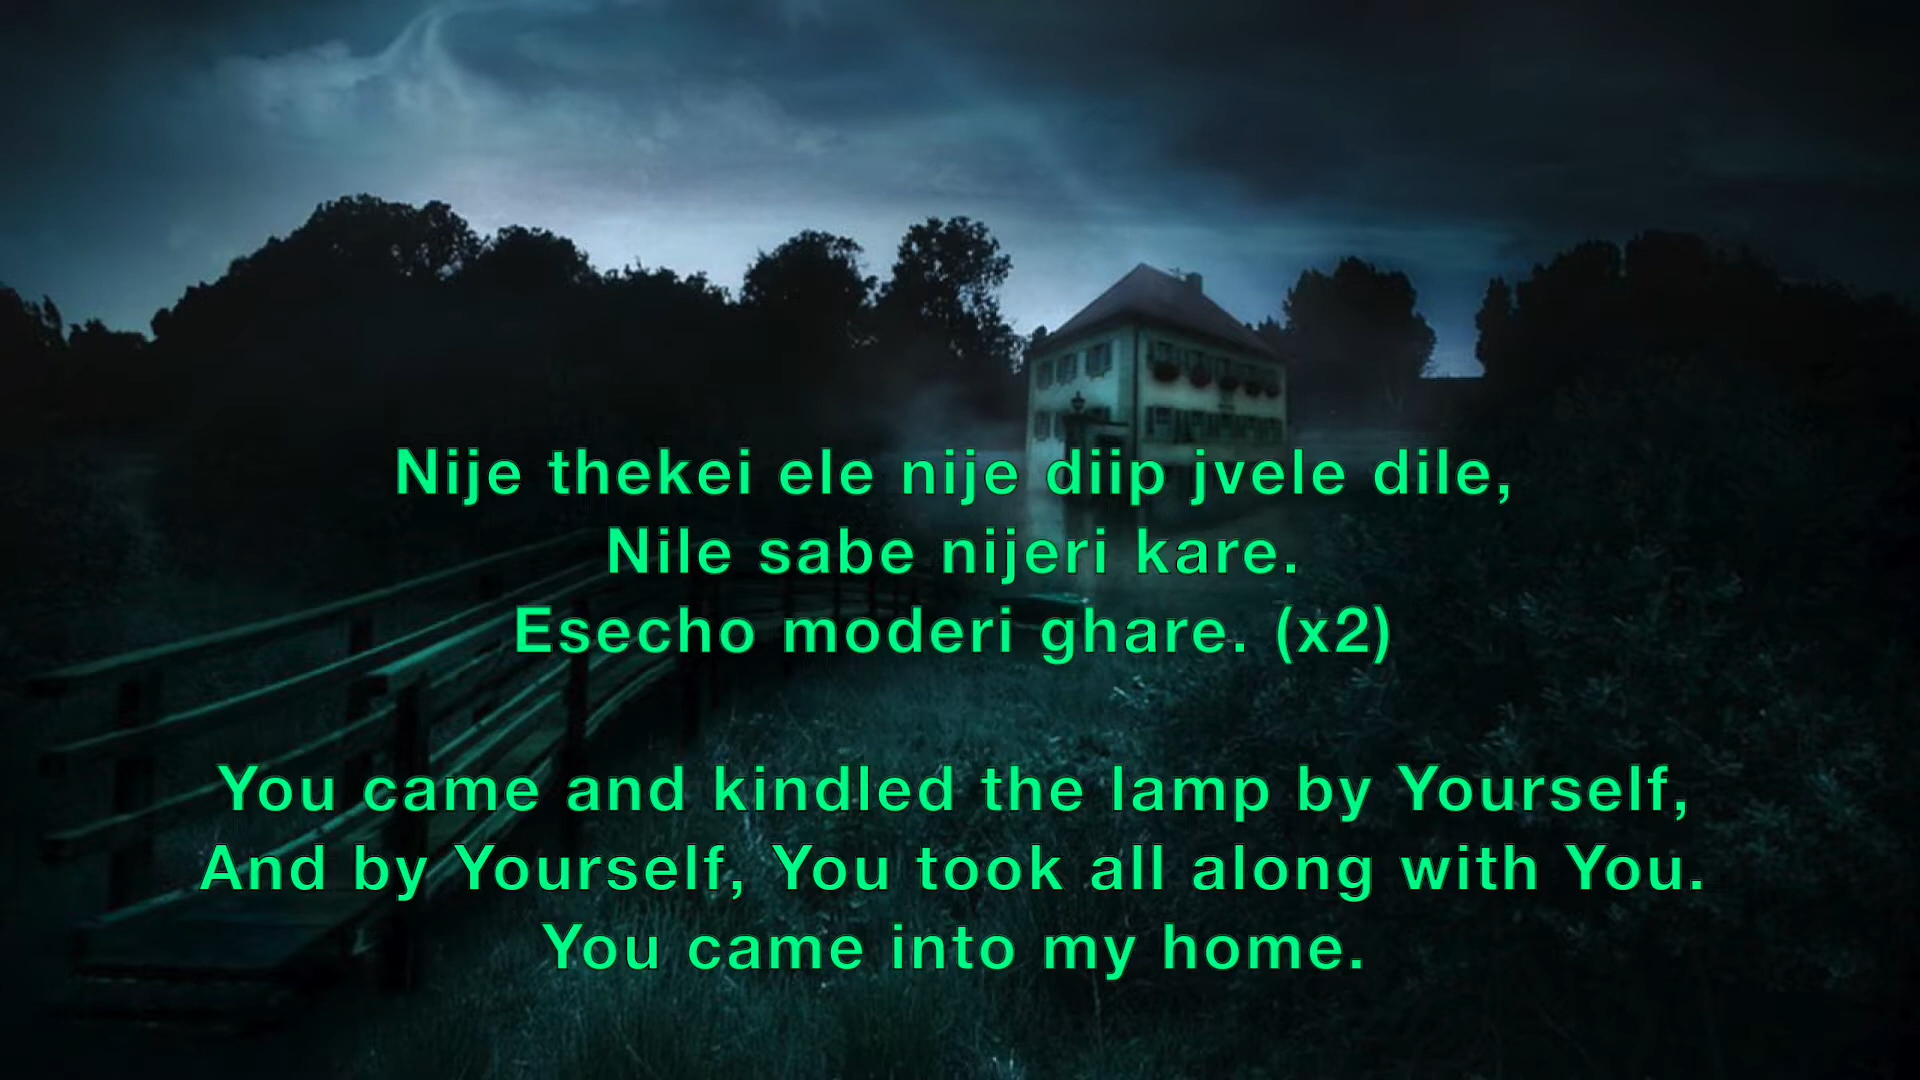 Nije thekei ele nije diip jvele dile,
Nile sabe nijeri kare.
Esecho moderi ghare. (x2)
You came and kindled the lamp by Yourself,
And by Yourself, You took all along with You.
You came into my home.